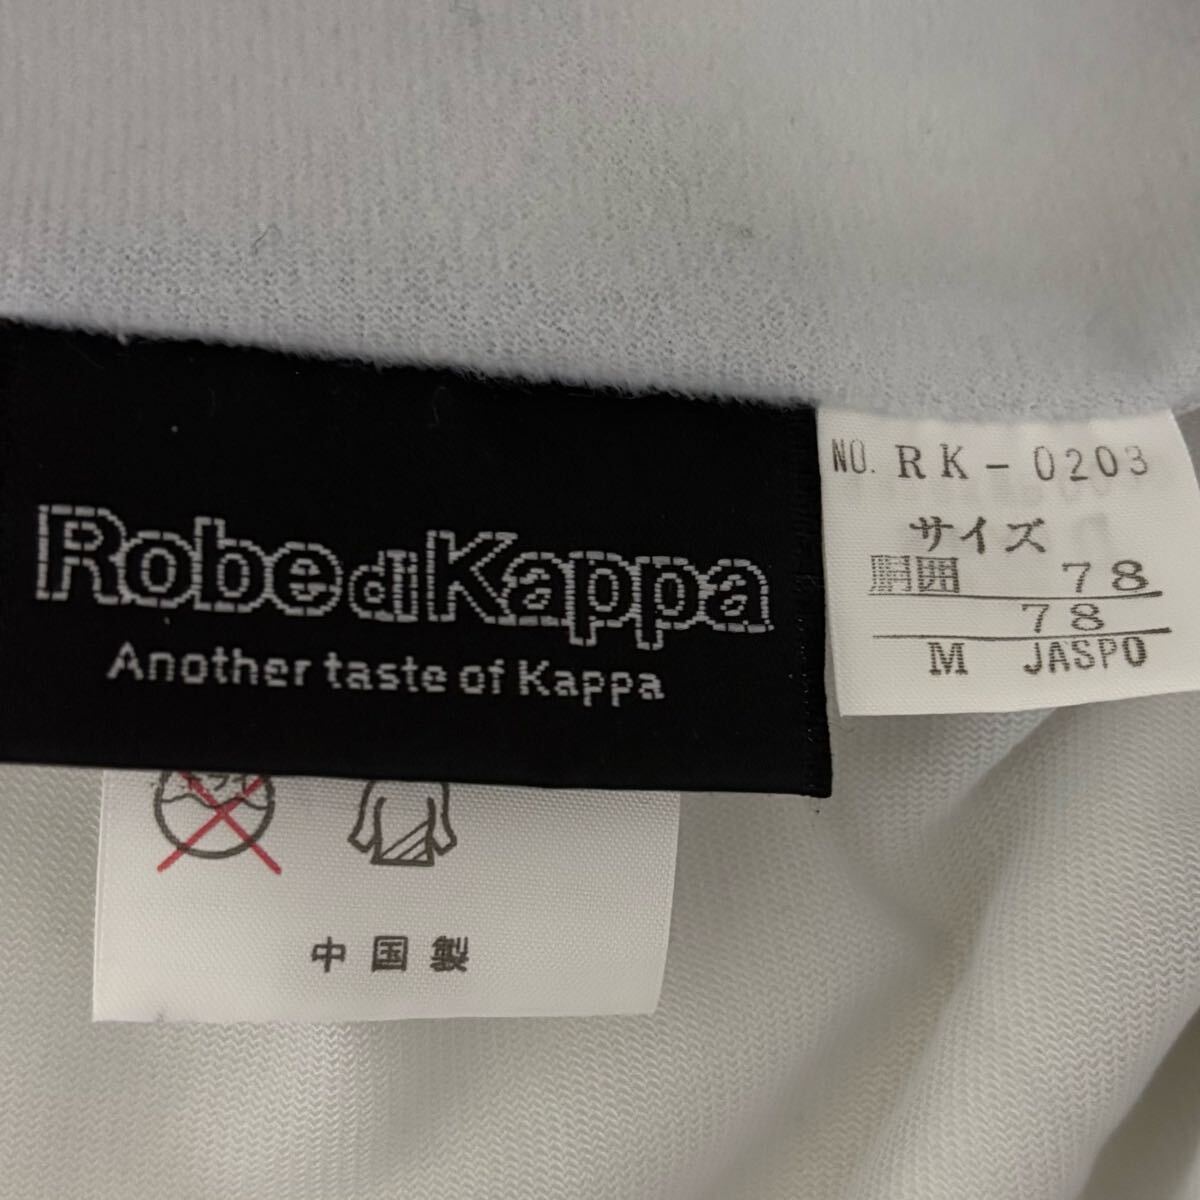 Robe di Kappa
Another taste of Kappa
NO. RK-0203
サイズ
胴囲 78
78
M JASPO
中国製